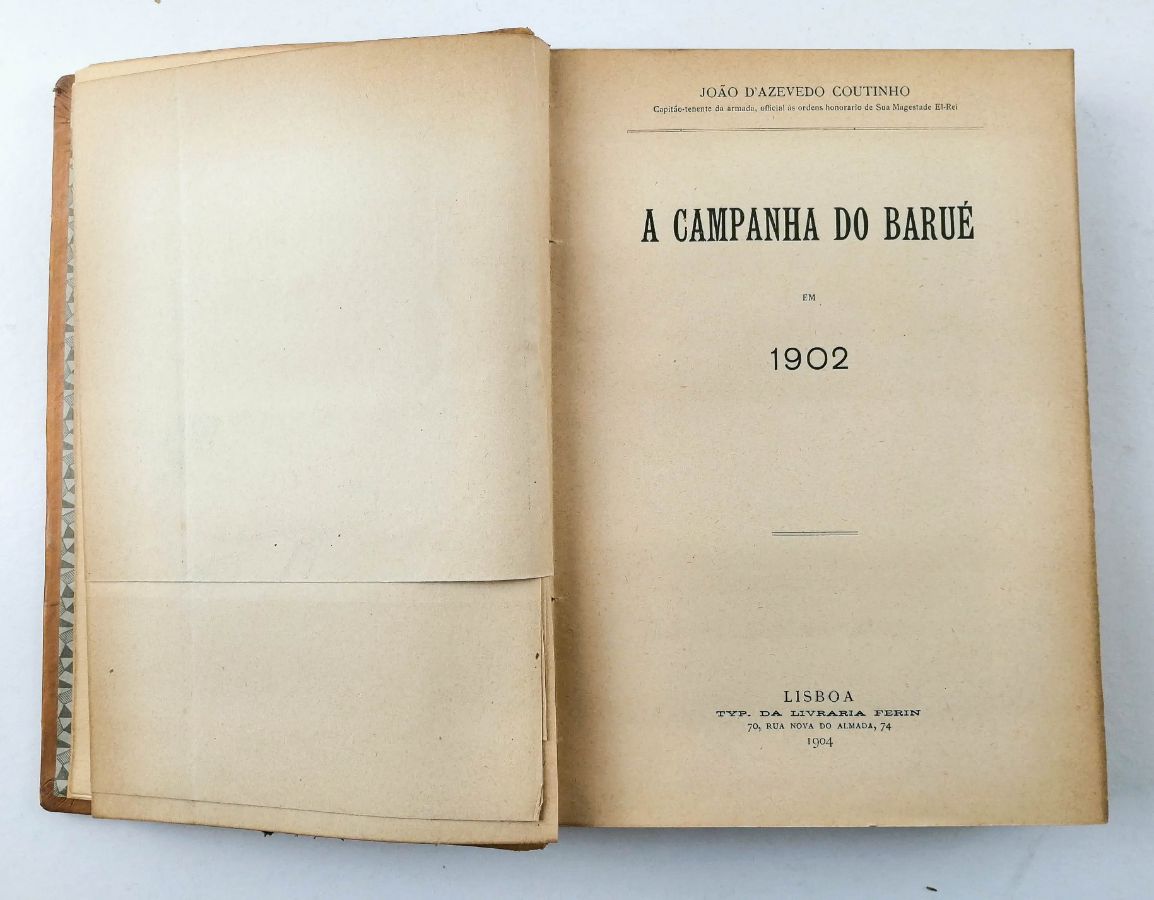 JOÃO D'AZEVEDO COUTINHO
Capitão-tenente da armada, official ás ordens honorario de Sua Magestade El-Rei
A CAMPANHA DO BARUÉ
EM
1902
LISBOA
TYP. DA LIVRARIA FERIN
70, RUA NOVA DO ALMADA, 74
1904